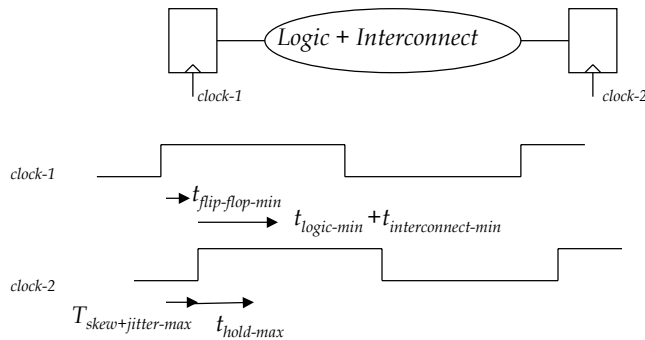 Logic + Interconnect
clock-1
clock-2
clock-1
t_flip-flop-min
t_logic-min + t_interconnect-min
clock-2
T_skew+jitter-max
t_hold-max